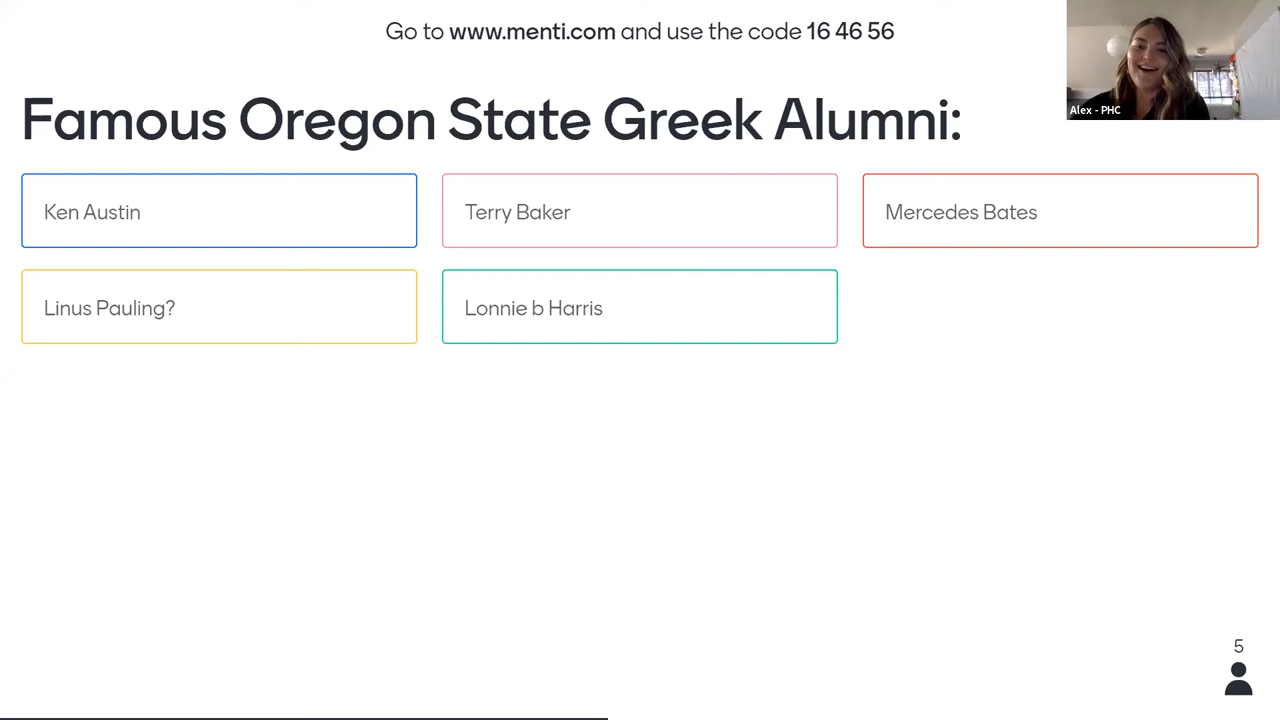 Go to www.menti.com and use the code 16 46 56
Alex - PHC
Famous Oregon State Greek Alumni:
Ken Austin
Terry Baker
Mercedes Bates
Linus Pauling?
Lonnie b Harris
5